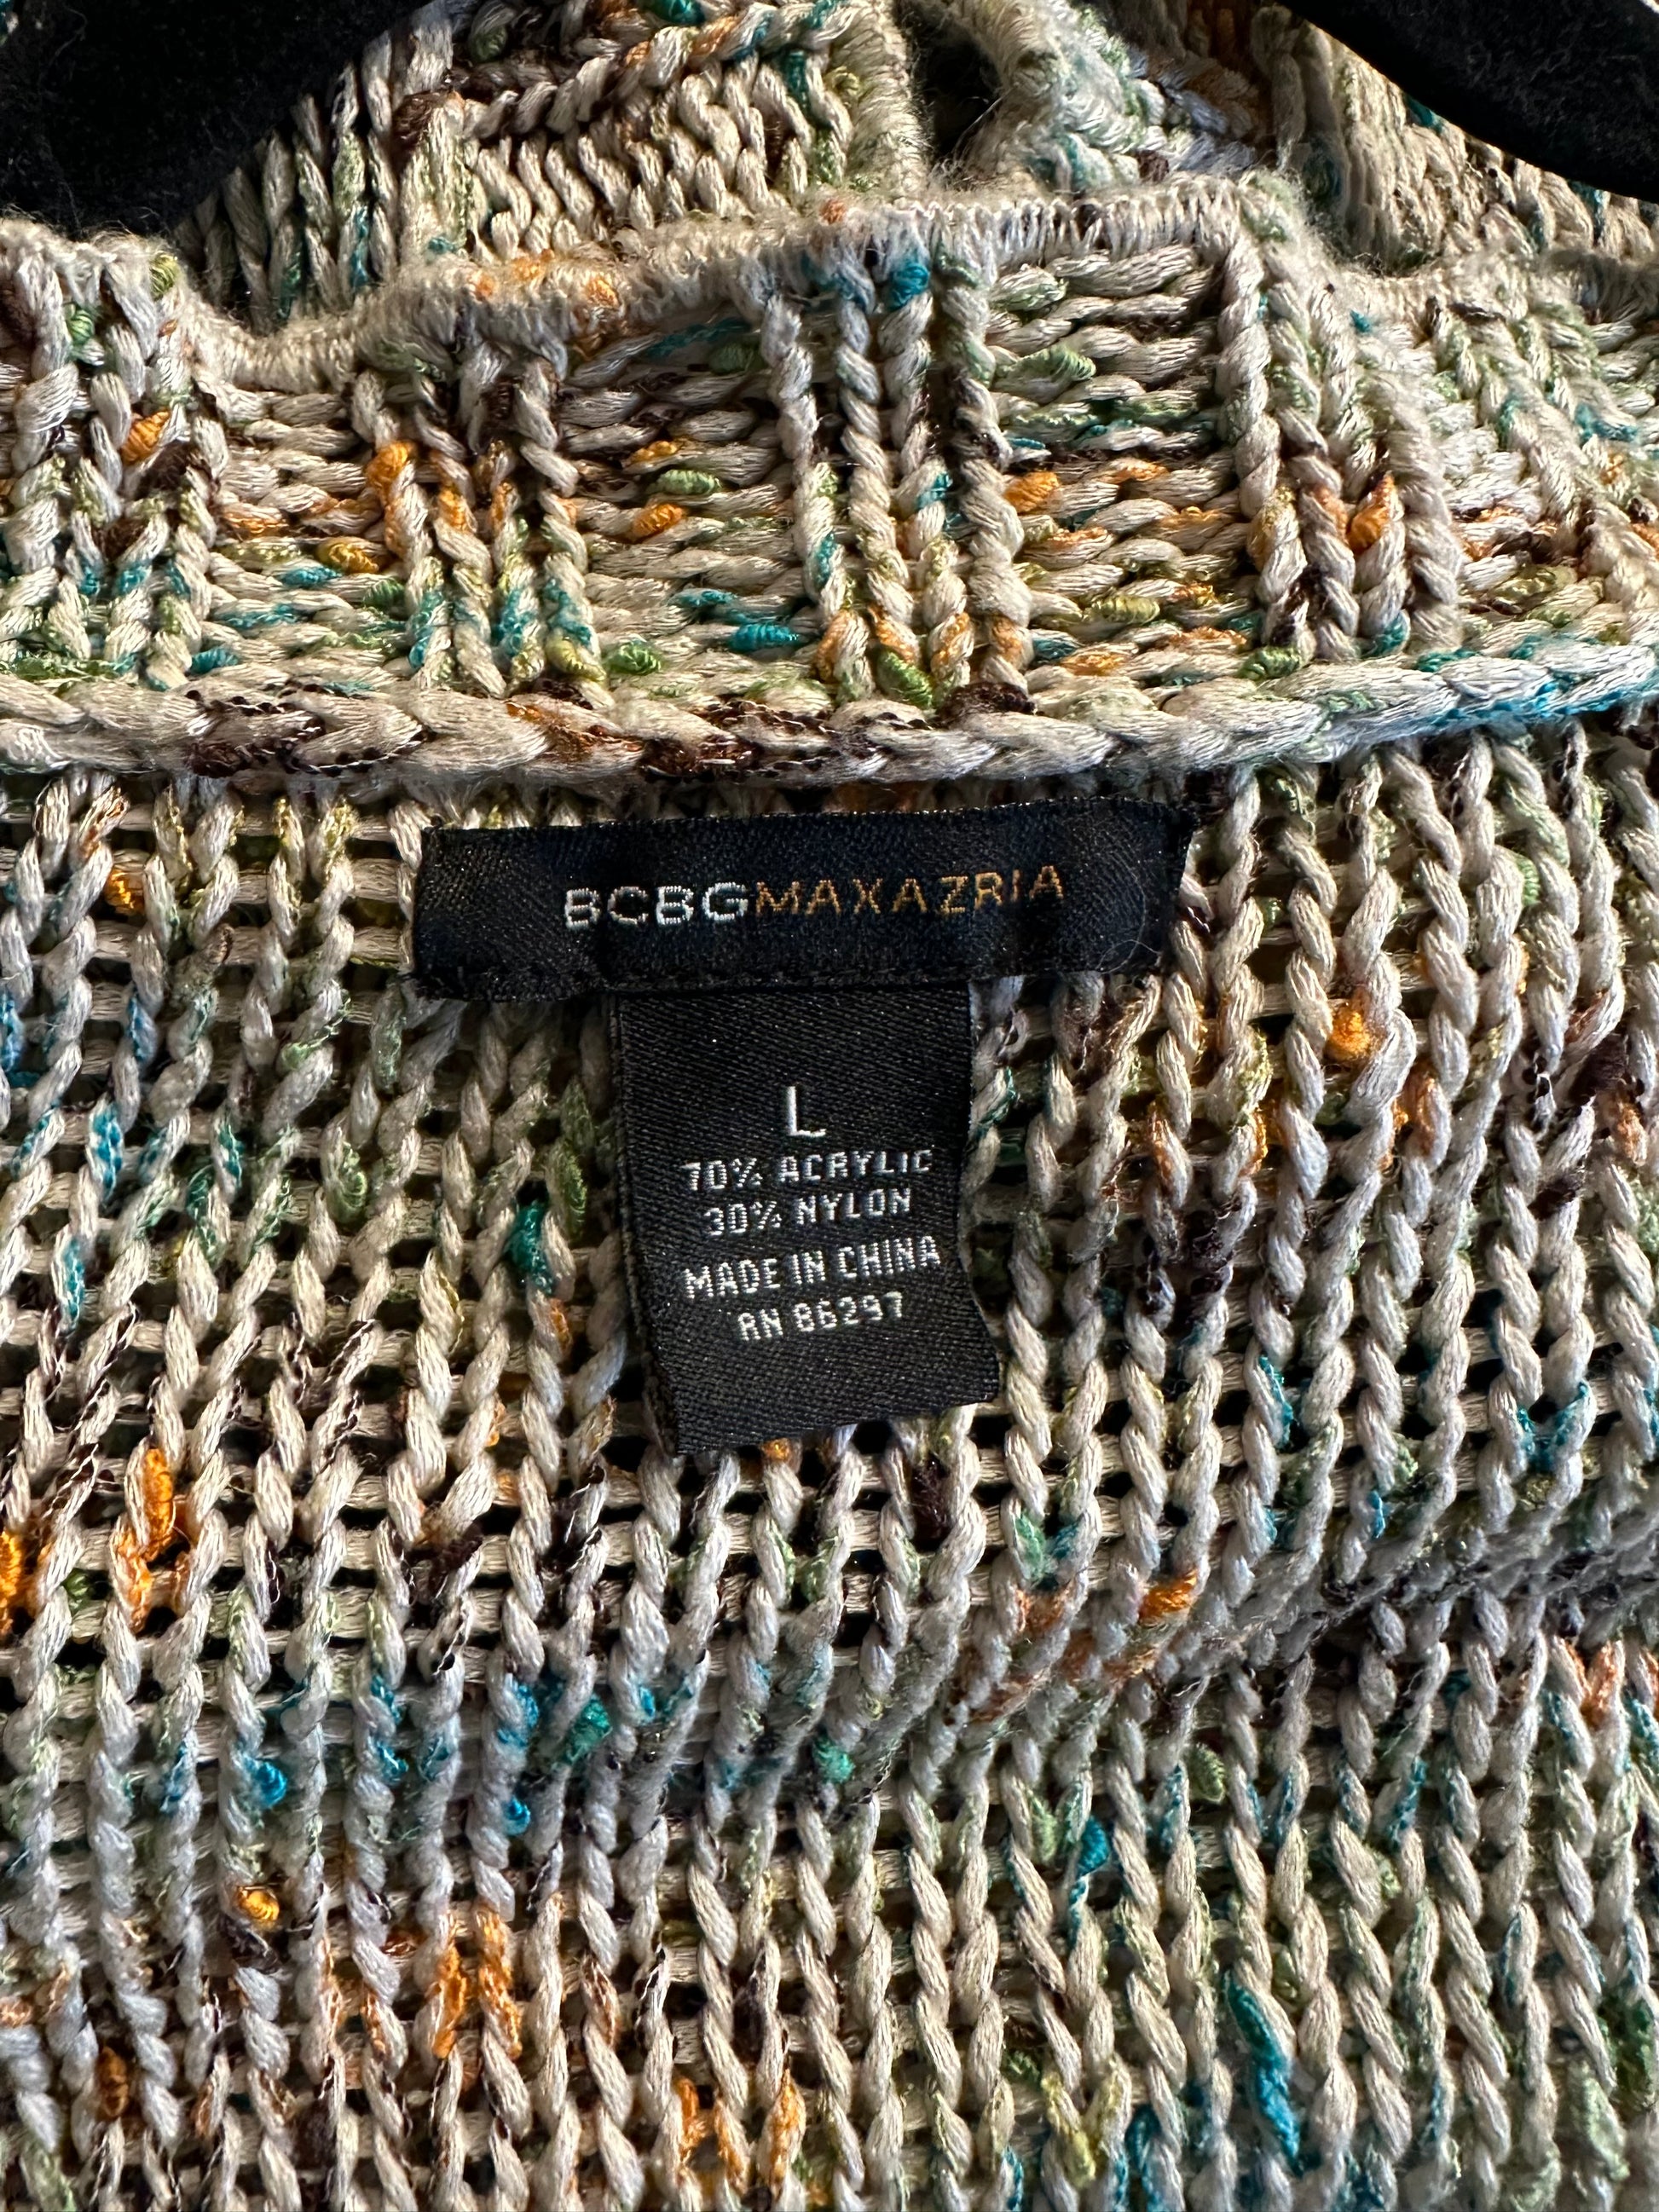 BCBGMAXAZRIA
L
70% ACRYLIC
30% NYLON
MADE IN CHINA
RN 86297